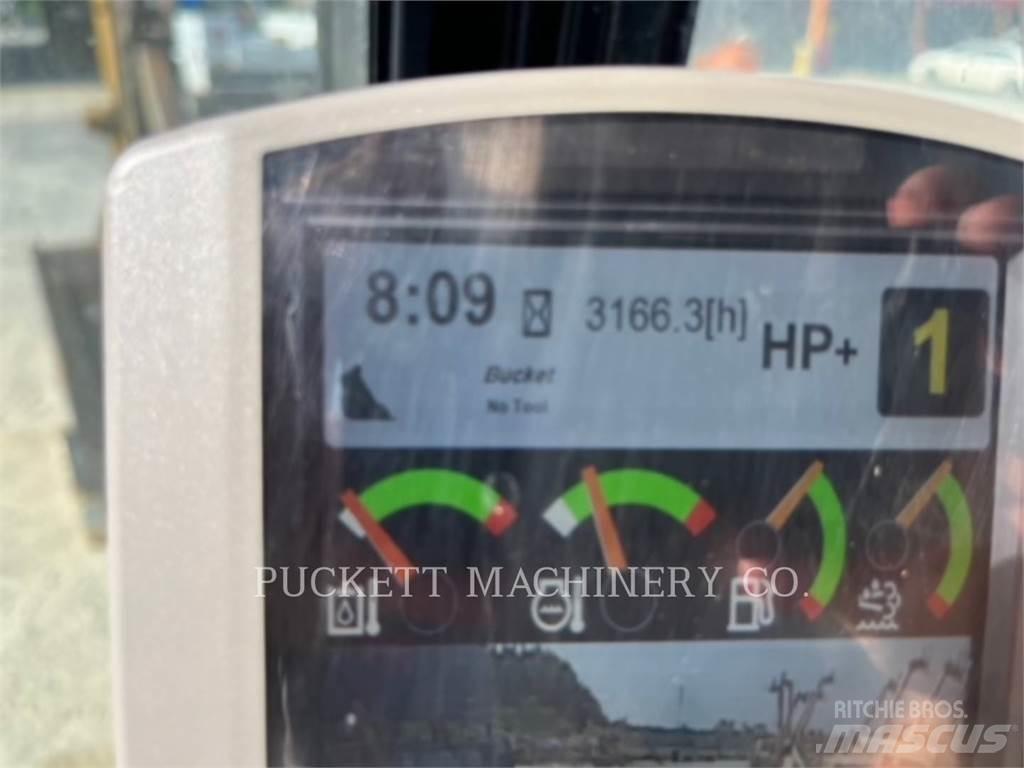 8:09 3166.3[h] HP+ 1
Bucket
No Tool
PUCKETT MACHINERY CO.
RITCHIE BROS.
MASCUS